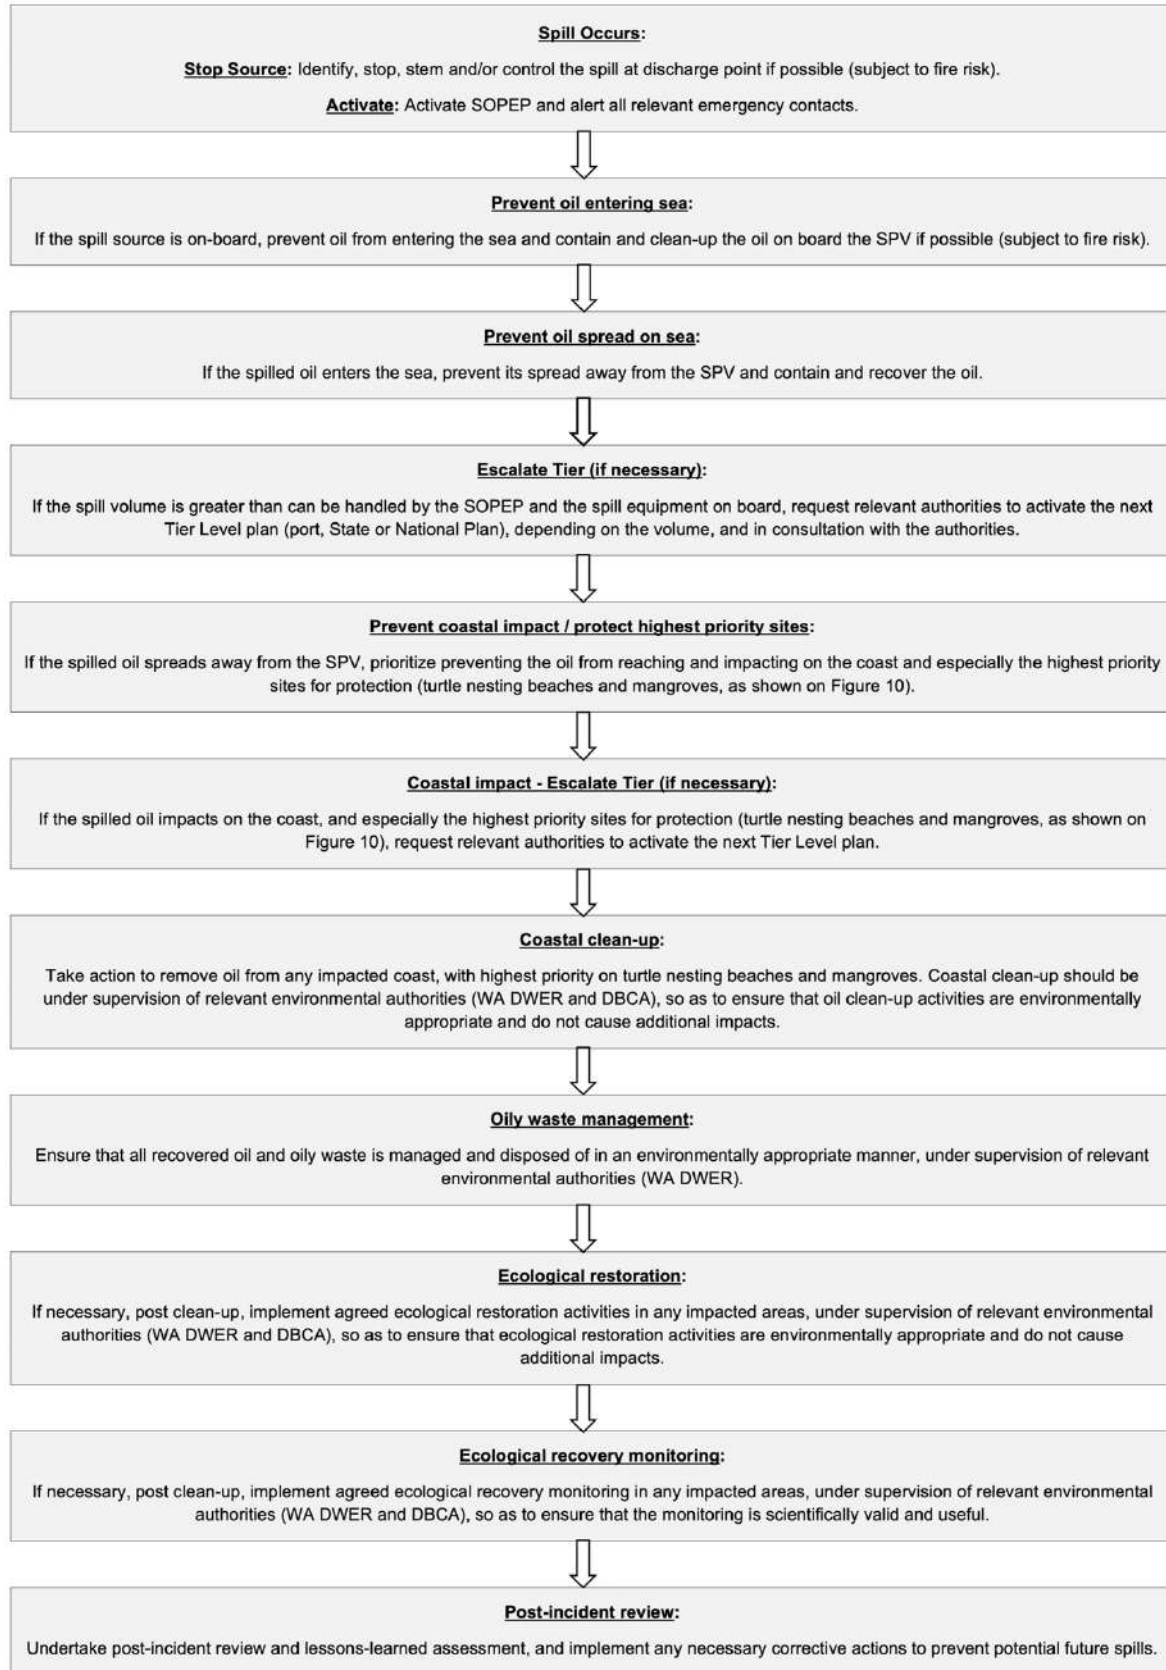 Spill Occurs:
Stop Source: Identify, stop, stem and/or control the spill at discharge point if possible (subject to fire risk).
Activate: Activate SOPEP and alert all relevant emergency contacts.
Prevent oil entering sea:
If the spill source is on-board, prevent oil from entering the sea and contain and clean-up the oil on board the SPV if possible (subject to fire risk).
Prevent oil spread on sea:
If the spilled oil enters the sea, prevent its spread away from the SPV and contain and recover the oil.
Escalate Tier (if necessary):
If the spill volume is greater than can be handled by the SOPEP and the spill equipment on board, request relevant authorities to activate the next
Tier Level plan (port, State or National Plan), depending on the volume, and in consultation with the authorities.
Prevent coastal impact / protect highest priority sites:
If the spilled oil spreads away from the SPV, prioritize preventing the oil from reaching and impacting on the coast and especially the highest priority
sites for protection (turtle nesting beaches and mangroves, as shown on Figure 10).
Coastal impact - Escalate Tier (if necessary):
If the spilled oil impacts on the coast, and especially the highest priority sites for protection (turtle nesting beaches and mangroves, as shown on
Figure 10), request relevant authorities to activate the next Tier Level plan.
Coastal clean-up:
Take action to remove oil from any impacted coast, with highest priority on turtle nesting beaches and mangroves. Coastal clean-up should be
under supervision of relevant environmental authorities (WA DWER and DBCA), so as to ensure that oil clean-up activities are environmentally
appropriate and do not cause additional impacts.
Oily waste management:
Ensure that all recovered oil and oily waste is managed and disposed of in an environmentally appropriate manner, under supervision of relevant
environmental authorities (WA DWER).
Ecological restoration:
If necessary, post clean-up, implement agreed ecological restoration activities in any impacted areas, under supervision of relevant environmental
authorities (WA DWER and DBCA), so as to ensure that ecological restoration activities are environmentally appropriate and do not cause
additional impacts.
Ecological recovery monitoring:
If necessary, post clean-up, implement agreed ecological recovery monitoring in any impacted areas, under supervision of relevant environmental
authorities (WA DWER and DBCA), so as to ensure that the monitoring is scientifically valid and useful.
Post-incident review:
Undertake post-incident review and lessons-learned assessment, and implement any necessary corrective actions to prevent potential future spills.